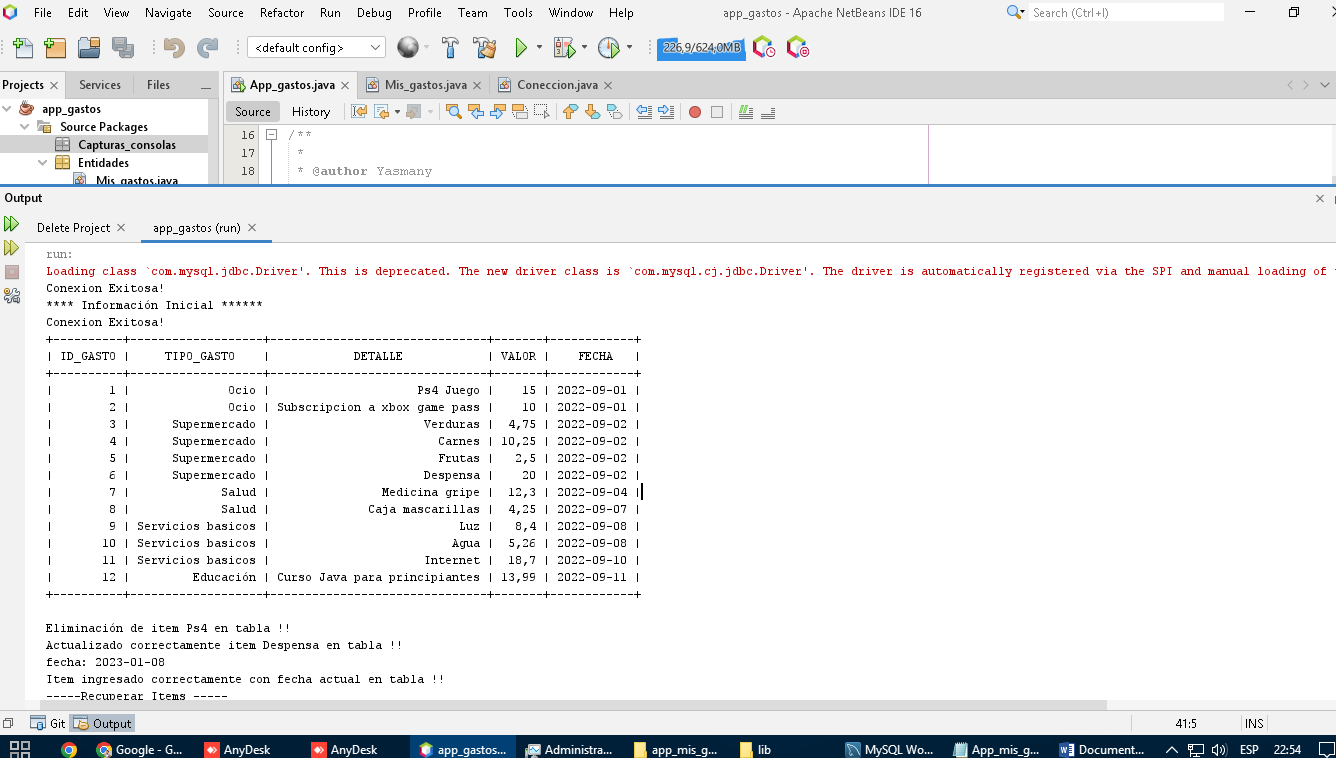 File Edit View Navigate Source Refactor Run Debug Profile Team Tools Window Help app_gastos - Apache NetBeans IDE 16 Search (Ctrl+I)
<default config> 226,9/624,0MB
Projects Services Files App_gastos.java Mis_gastos.java Coneccion.java
app_gastos Source History
Source Packages 16 /**
Capturas_consolas 17 *
Entidades 18 * @author Yasmany
Mis_gastos.java
Output
Delete Project app_gastos (run)
run:
Loading class `com.mysql.jdbc.Driver'. This is deprecated. The new driver class is `com.mysql.cj.jdbc.Driver'. The driver is automatically registered via the SPI and manual loading of
Conexion Exitosa!
**** Información Inicial ******
Conexion Exitosa!
+----------+-------------------+-------------------------------+-------+------------+
| ID_GASTO | TIPO_GASTO | DETALLE | VALOR | FECHA |
+----------+-------------------+-------------------------------+-------+------------+
| 1 | Ocio | Ps4 Juego | 15 | 2022-09-01 |
| 2 | Ocio | Subscripcion a xbox game pass | 10 | 2022-09-01 |
| 3 | Supermercado | Verduras | 4,75 | 2022-09-02 |
| 4 | Supermercado | Carnes | 10,25 | 2022-09-02 |
| 5 | Supermercado | Frutas | 2,5 | 2022-09-02 |
| 6 | Supermercado | Despensa | 20 | 2022-09-02 |
| 7 | Salud | Medicina gripe | 12,3 | 2022-09-04 |
| 8 | Salud | Caja mascarillas | 4,25 | 2022-09-07 |
| 9 | Servicios basicos | Luz | 8,4 | 2022-09-08 |
| 10 | Servicios basicos | Agua | 5,26 | 2022-09-08 |
| 11 | Servicios basicos | Internet | 18,7 | 2022-09-10 |
| 12 | Educación | Curso Java para principiantes | 13,99 | 2022-09-11 |
+----------+-------------------+-------------------------------+-------+------------+
Eliminación de item Ps4 en tabla !!
Actualizado correctamente item Despensa en tabla !!
fecha: 2023-01-08
Item ingresado correctamente con fecha actual en tabla !!
-----Recuperar Items -----
Git Output 41:5 INS
Google - G... AnyDesk AnyDesk app_gastos... Administra... app_mis_g... lib MySQL Wo... App_mis_g... Document... ESP 22:54